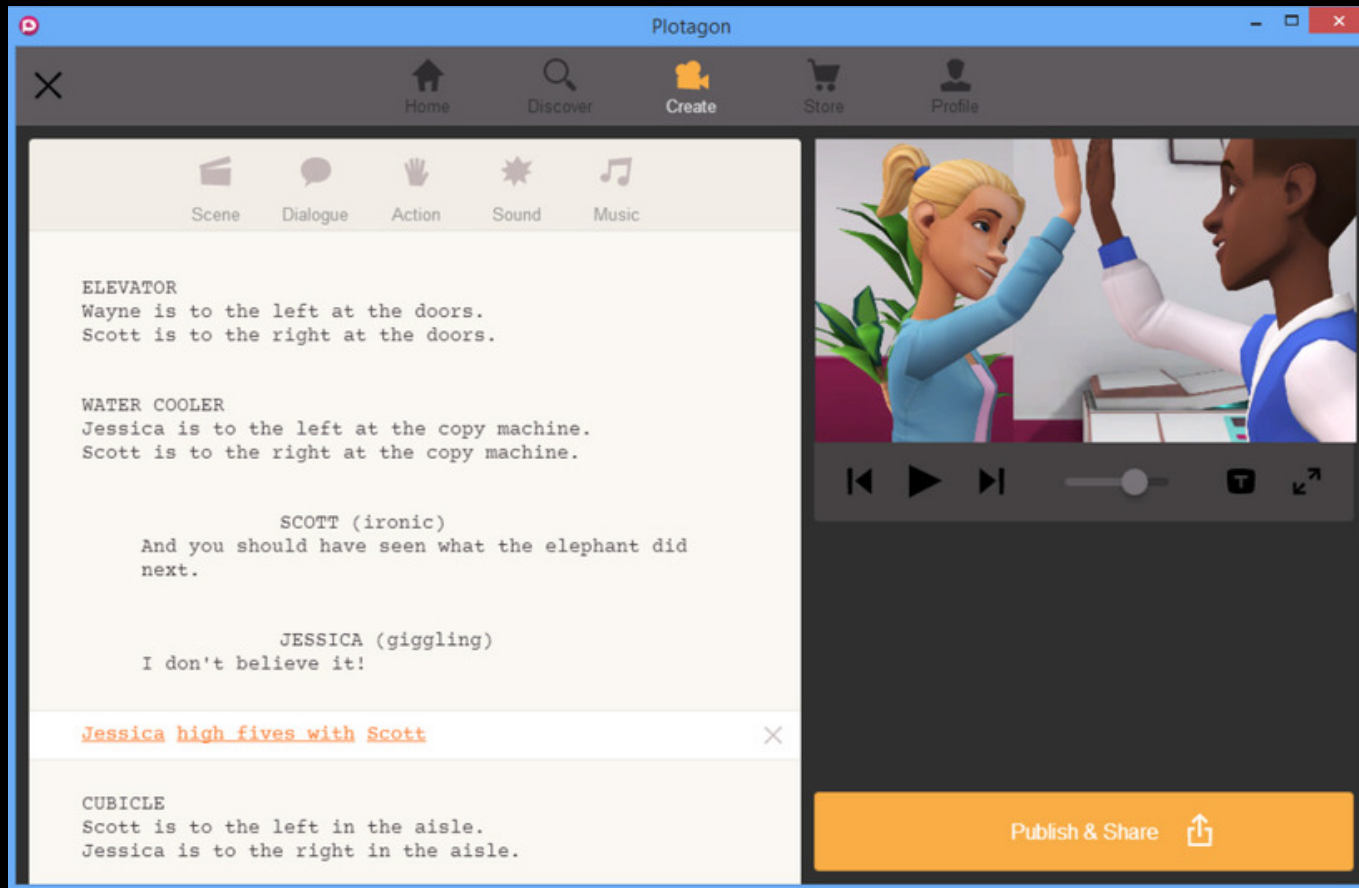 Plotagon
Home Discover Create Store Profile
Scene Dialogue Action Sound Music
ELEVATOR
Wayne is to the left at the doors.
Scott is to the right at the doors.
WATER COOLER
Jessica is to the left at the copy machine.
Scott is to the right at the copy machine.
SCOTT (ironic)
And you should have seen what the elephant did
next.
JESSICA (giggling)
I don't believe it!
Jessica high fives with Scott
CUBICLE
Scott is to the left in the aisle.
Jessica is to the right in the aisle.
T
Publish & Share